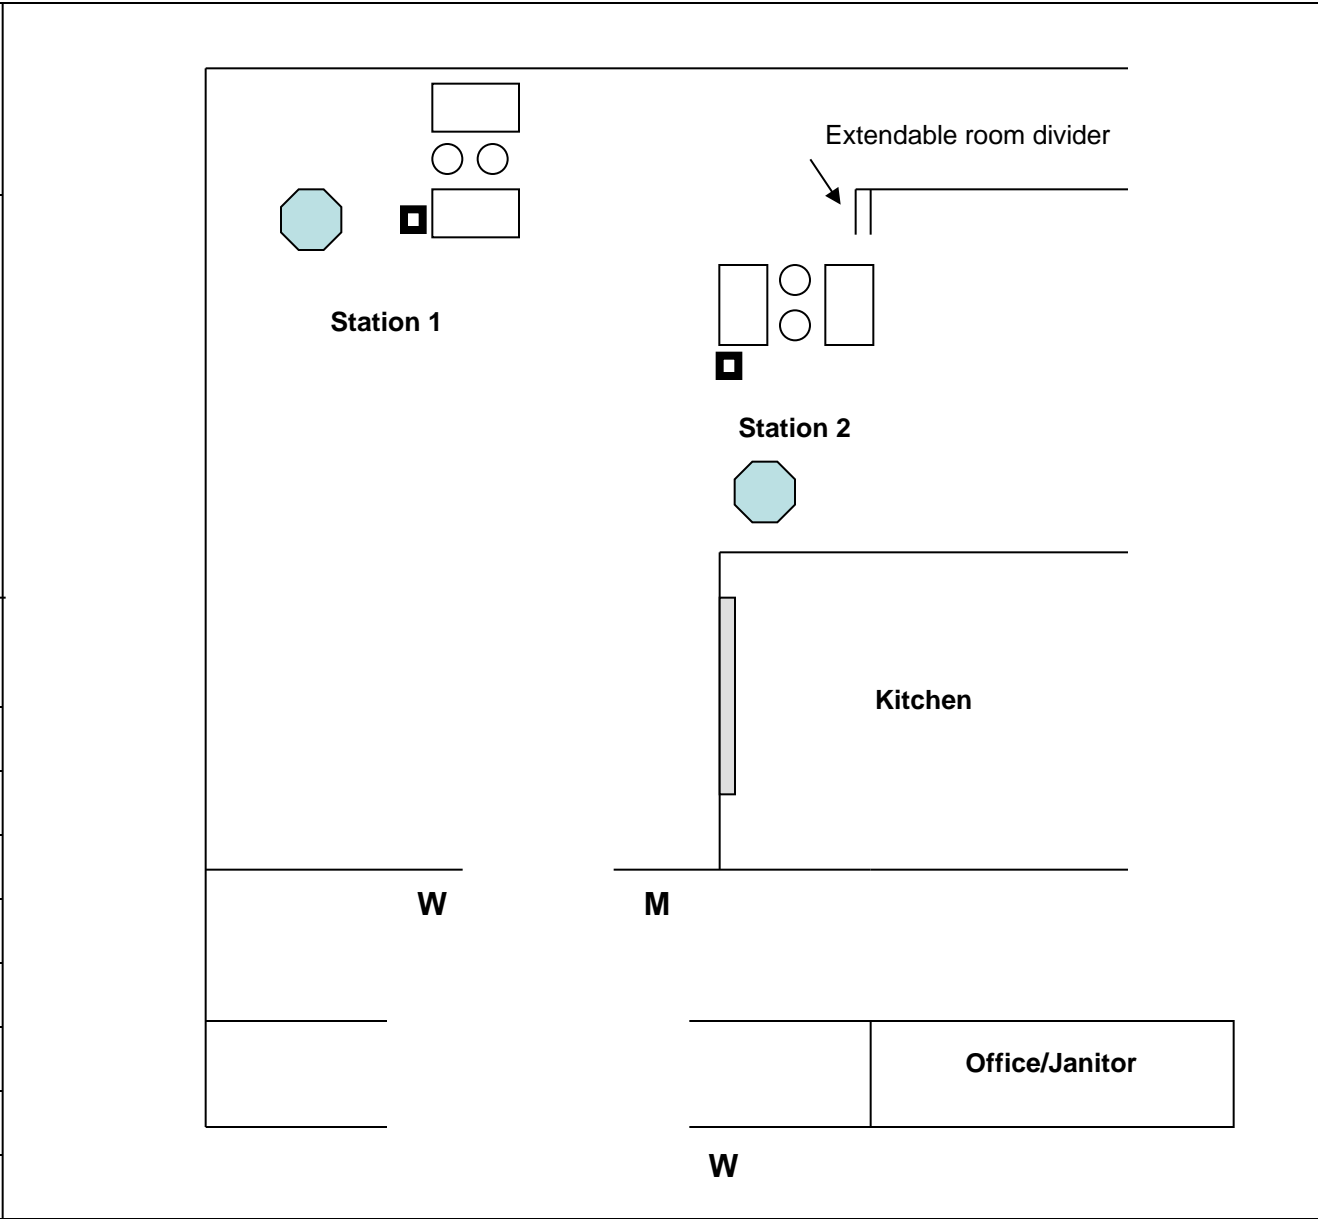 Extendable room divider
Station 1
Station 2
Kitchen
W
M
Office/Janitor
W